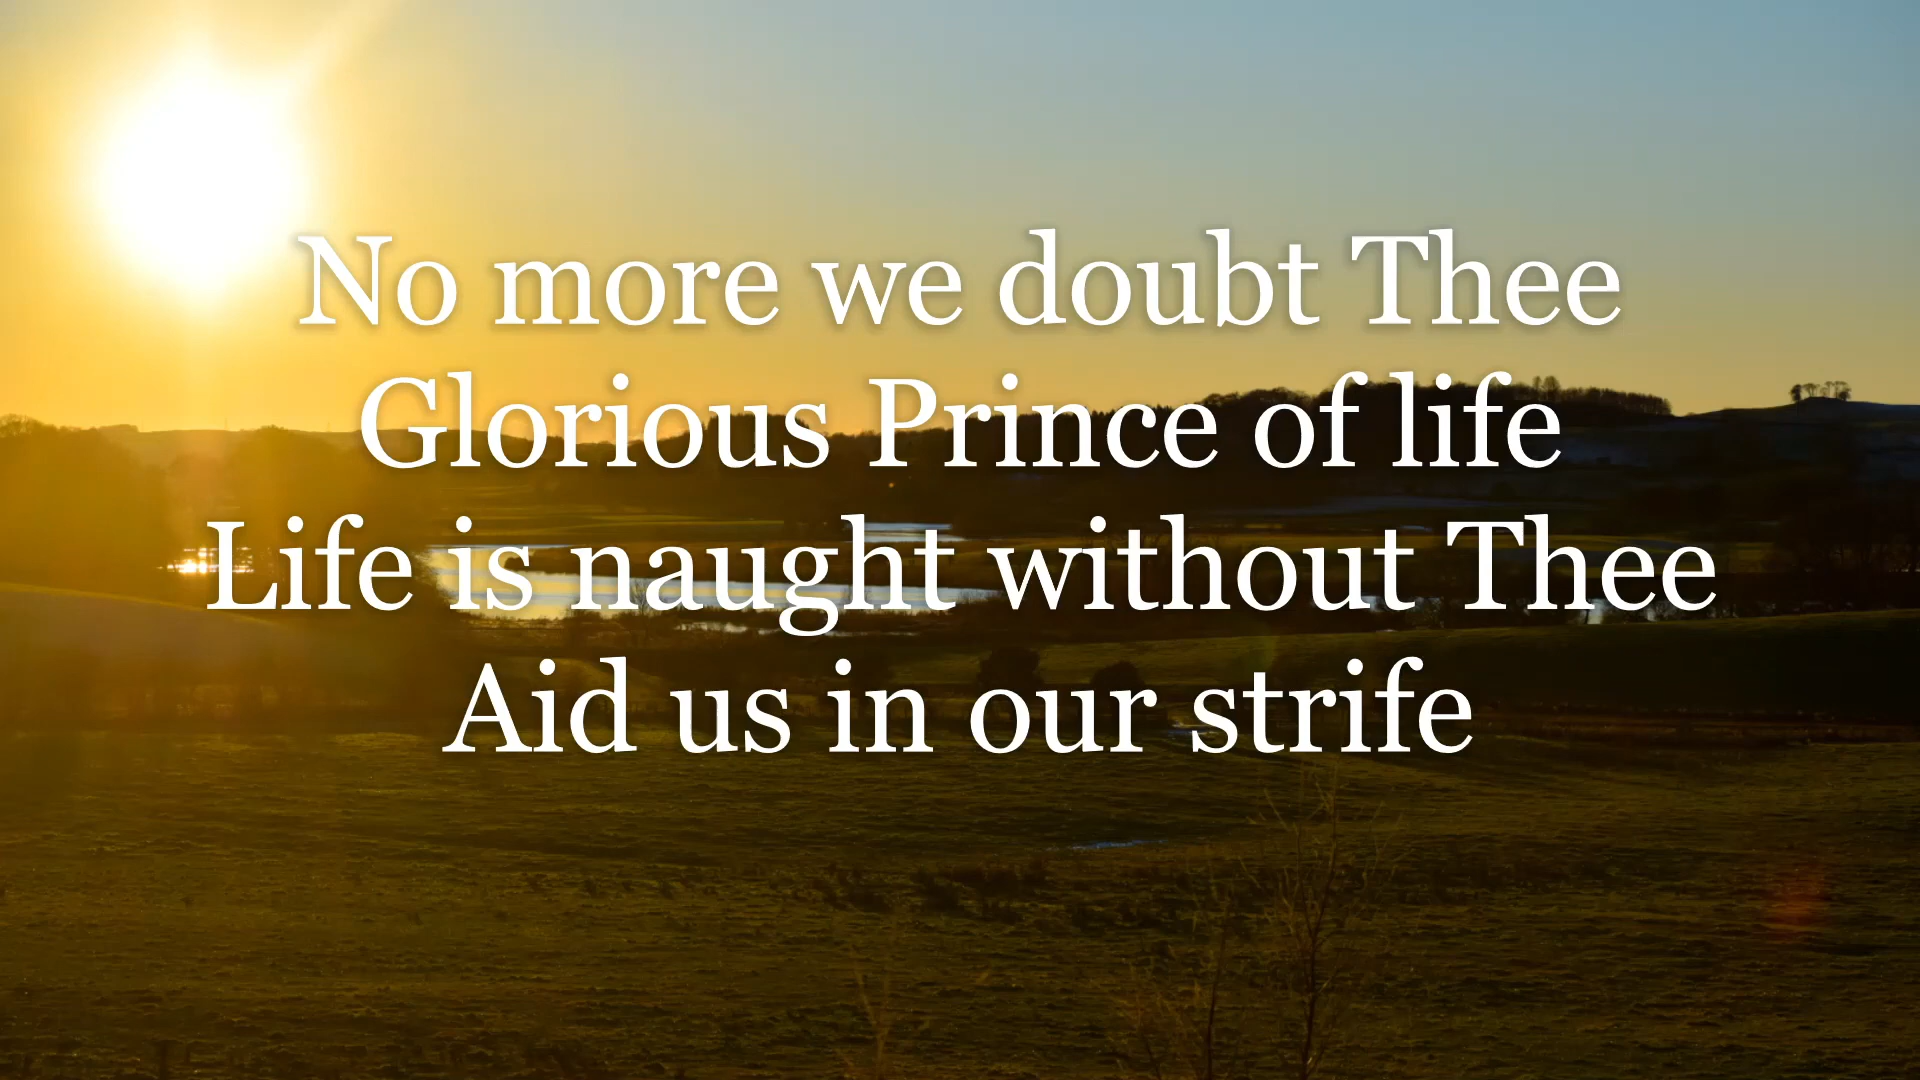 No more we doubt Thee
Glorious Prince of life
Life is naught without Thee
Aid us in our strife